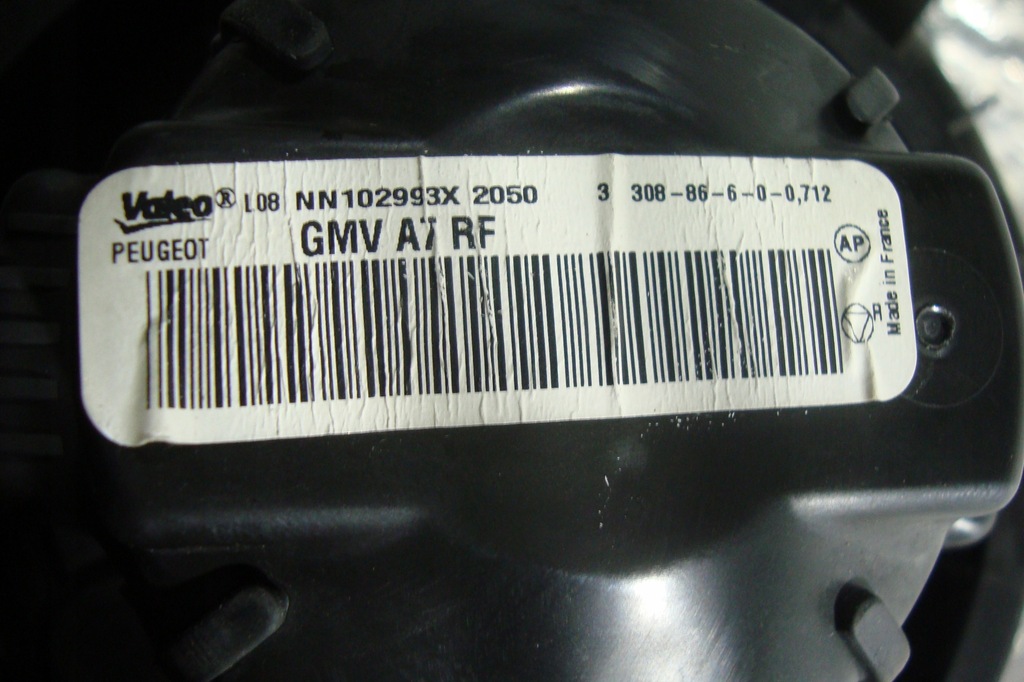 Valeo® L08 NN102993X 2050 3 308-86-6-0-0,712
PEUGEOT GMV A7 RF
AP
R
Made in France